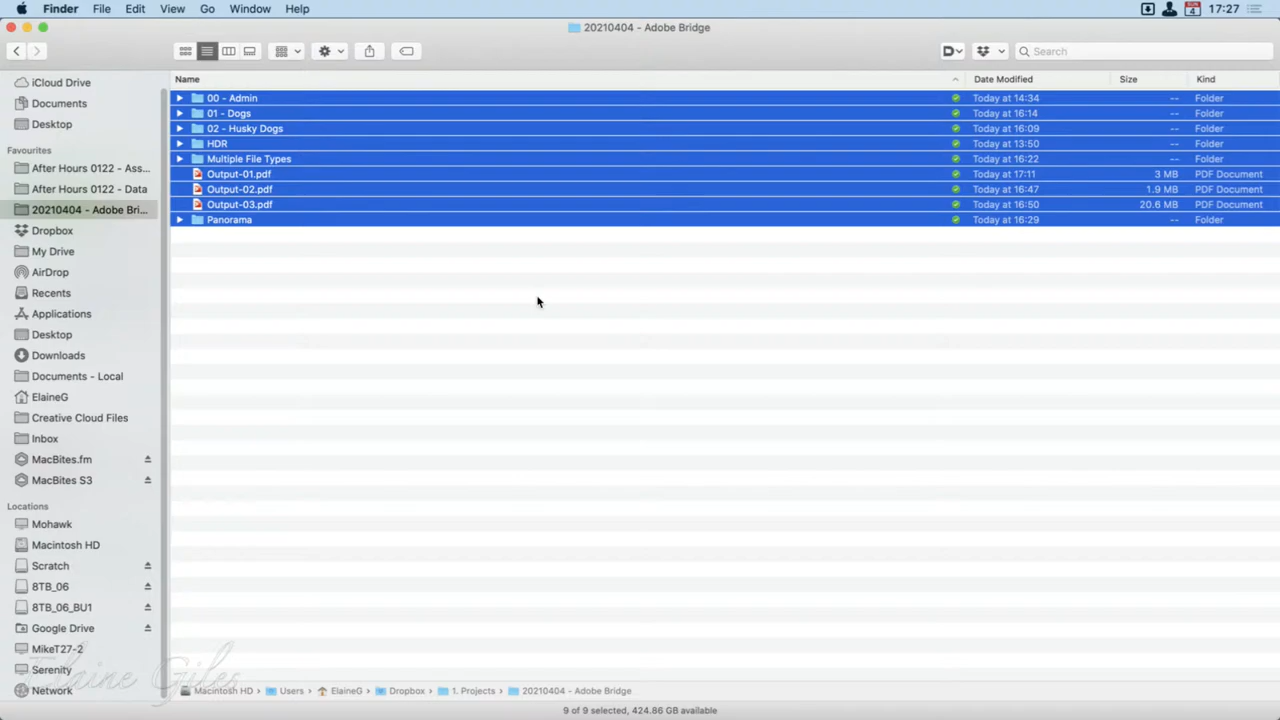 Finder File Edit View Go Window Help
SUN 4 17:27
20210404 - Adobe Bridge
Search
Name Date Modified Size Kind
iCloud Drive
Documents
Desktop
Favourites
After Hours 0122 - Ass...
After Hours 0122 - Data
20210404 - Adobe Bri...
Dropbox
My Drive
AirDrop
Recents
Applications
Desktop
Downloads
Documents - Local
ElaineG
Creative Cloud Files
Inbox
MacBites.fm
MacBites S3
Locations
Mohawk
Macintosh HD
Scratch
8TB_06
8TB_06_BU1
Google Drive
MikeT27-2
Serenity
Network
00 - Admin Today at 14:34 -- Folder
01 - Dogs Today at 16:14 -- Folder
02 - Husky Dogs Today at 16:09 -- Folder
HDR Today at 13:50 -- Folder
Multiple File Types Today at 16:22 -- Folder
Output-01.pdf Today at 17:11 3 MB PDF Document
Output-02.pdf Today at 16:47 1.9 MB PDF Document
Output-03.pdf Today at 16:50 20.6 MB PDF Document
Panorama Today at 16:29 -- Folder
Elaine Giles
Macintosh HD › Users › ElaineG › Dropbox › 1. Projects › 20210404 - Adobe Bridge
9 of 9 selected, 424.86 GB available